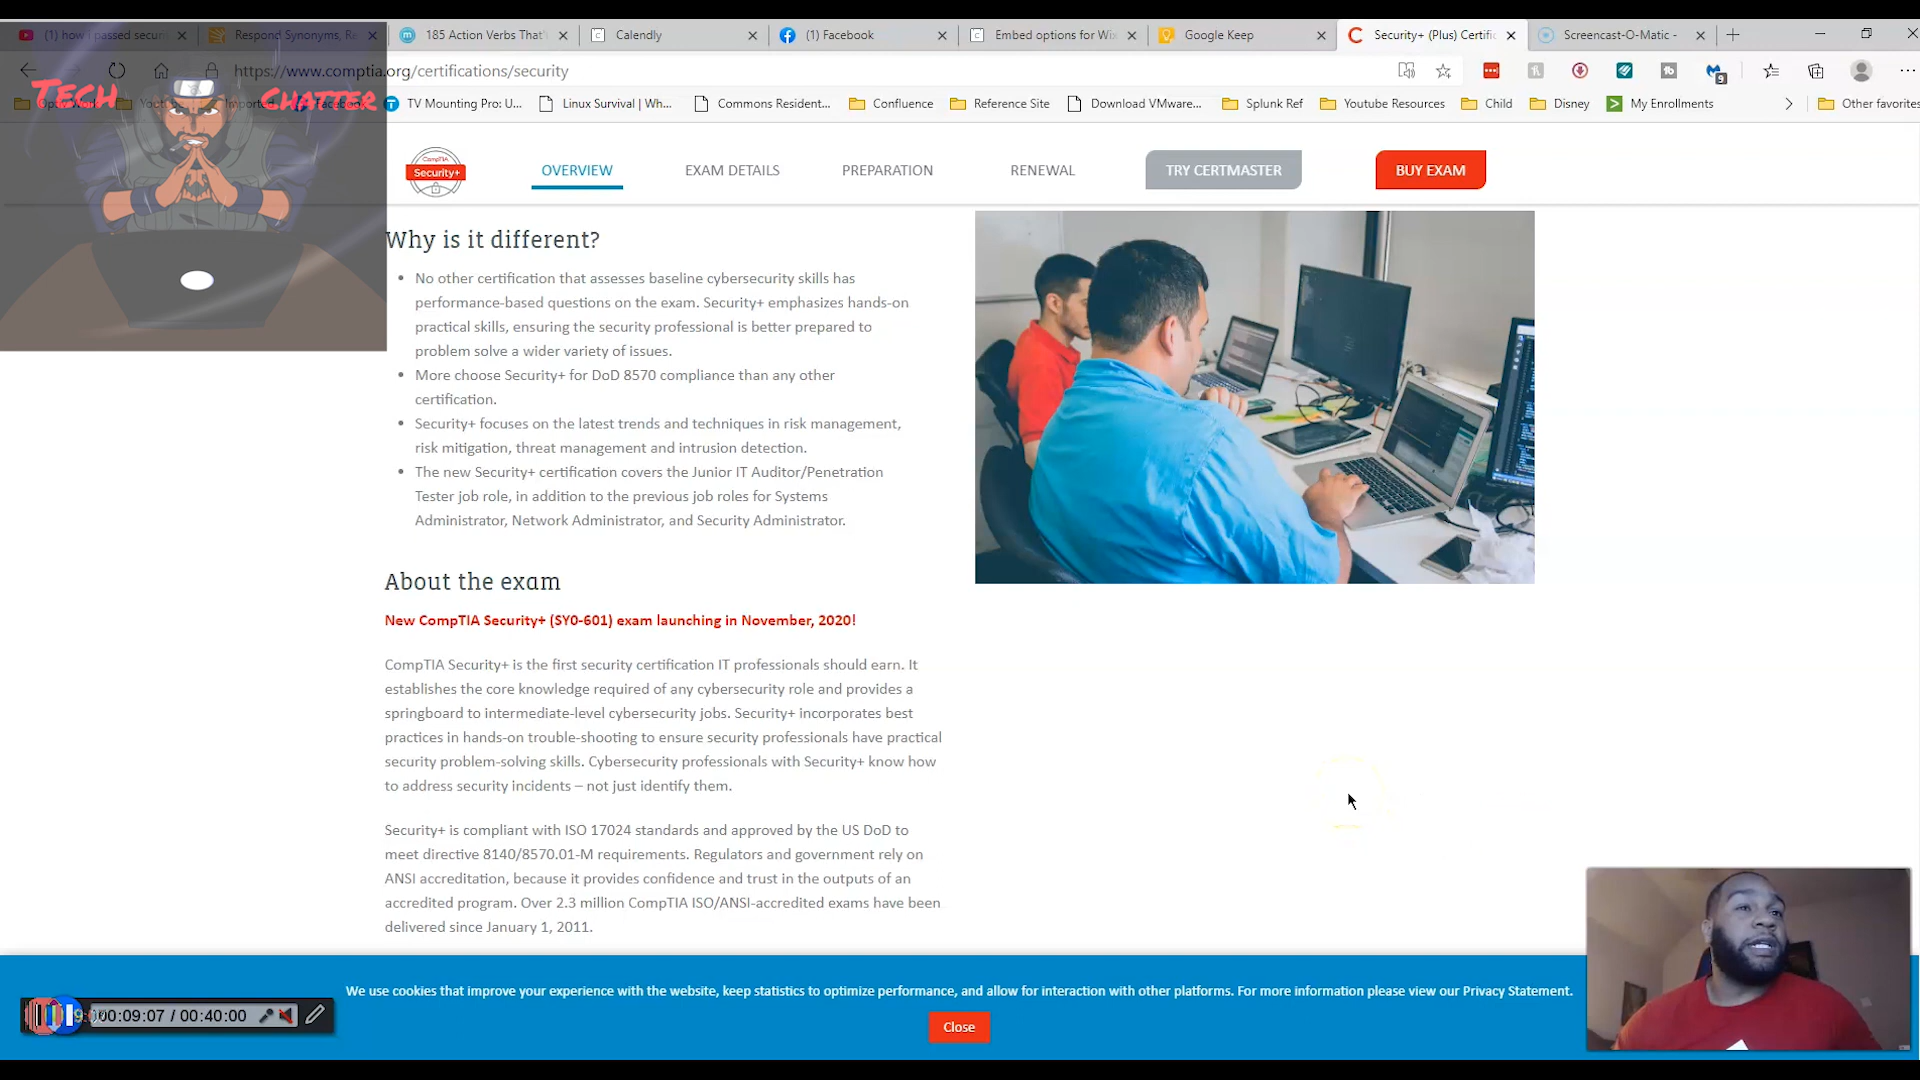 (1) how I passed secur
Respond Synonyms, Re
185 Action Verbs That'
Calendly
(1) Facebook
Embed options for Wix
Google Keep
Security+ (Plus) Certific
Screencast-O-Matic -
https://www.comptia.org/certifications/security
TECH
CHATTER
TV Mounting Pro: U...
Linux Survival | Wh...
Commons Resident...
Confluence
Reference Site
Download VMware...
Splunk Ref
Youtube Resources
Child
Disney
My Enrollments
Other favorites
CompTIA
Security+
OVERVIEW
EXAM DETAILS
PREPARATION
RENEWAL
TRY CERTMASTER
BUY EXAM
Why is it different?
• No other certification that assesses baseline cybersecurity skills has
performance-based questions on the exam. Security+ emphasizes hands-on
practical skills, ensuring the security professional is better prepared to
problem solve a wider variety of issues.
• More choose Security+ for DoD 8570 compliance than any other
certification.
• Security+ focuses on the latest trends and techniques in risk management,
risk mitigation, threat management and intrusion detection.
• The new Security+ certification covers the Junior IT Auditor/Penetration
Tester job role, in addition to the previous job roles for Systems
Administrator, Network Administrator, and Security Administrator.
About the exam
New CompTIA Security+ (SY0-601) exam launching in November, 2020!
CompTIA Security+ is the first security certification IT professionals should earn. It
establishes the core knowledge required of any cybersecurity role and provides a
springboard to intermediate-level cybersecurity jobs. Security+ incorporates best
practices in hands-on trouble-shooting to ensure security professionals have practical
security problem-solving skills. Cybersecurity professionals with Security+ know how
to address security incidents – not just identify them.
Security+ is compliant with ISO 17024 standards and approved by the US DoD to
meet directive 8140/8570.01-M requirements. Regulators and government rely on
ANSI accreditation, because it provides confidence and trust in the outputs of an
accredited program. Over 2.3 million CompTIA ISO/ANSI-accredited exams have been
delivered since January 1, 2011.
We use cookies that improve your experience with the website, keep statistics to optimize performance, and allow for interaction with other platforms. For more information please view our Privacy Statement.
Close
00:09:07 / 00:40:00